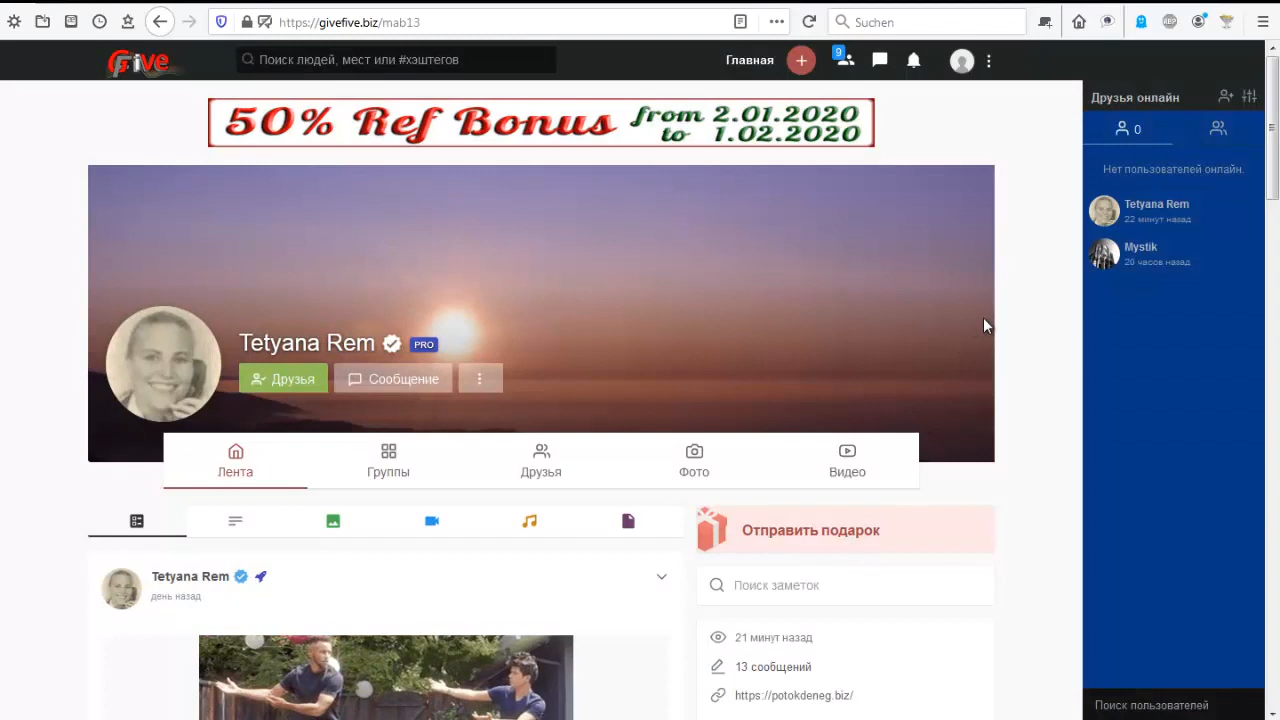 https://givefive.biz/mab13
Suchen
Five
Поиск людей, мест или #хэштегов
Главная
9
Друзья онлайн
0
Нет пользователей онлайн.
Tetyana Rem
22 минут назад
Mystik
20 часов назад
50% Ref Bonus from 2.01.2020
to 1.02.2020
Tetyana Rem
PRO
Друзья
Сообщение
Лента
Группы
Друзья
Фото
Видео
Отправить подарок
Tetyana Rem
день назад
Поиск заметок
21 минут назад
13 сообщений
https://potokdeneg.biz/
Поиск пользователей